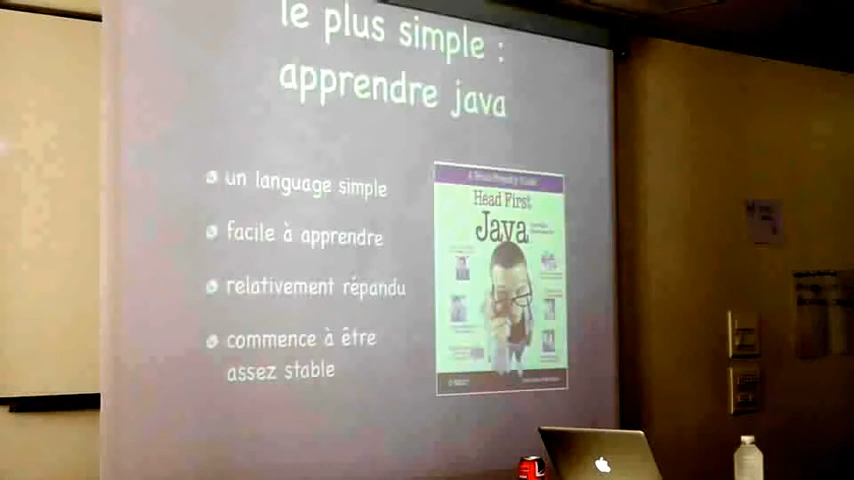 le plus simple :
apprendre java
un language simple
facile à apprendre
relativement répandu
commence à être
assez stable
Head First
Java